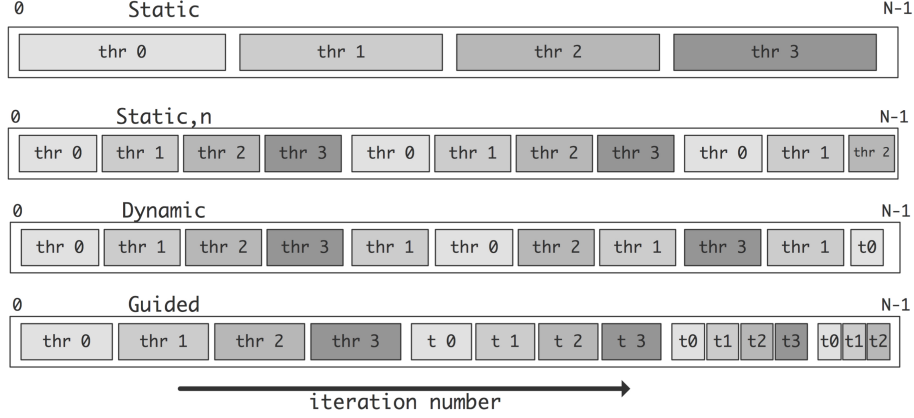 0 Static N-1
thr 0 thr 1 thr 2 thr 3
0 Static,n N-1
thr 0 thr 1 thr 2 thr 3 thr 0 thr 1 thr 2 thr 3 thr 0 thr 1 thr 2
0 Dynamic N-1
thr 0 thr 1 thr 2 thr 3 thr 1 thr 0 thr 2 thr 1 thr 3 thr 1 t0
0 Guided N-1
thr 0 thr 1 thr 2 thr 3 t 0 t 1 t 2 t 3 t0 t1 t2 t3 t0 t1 t2
iteration number